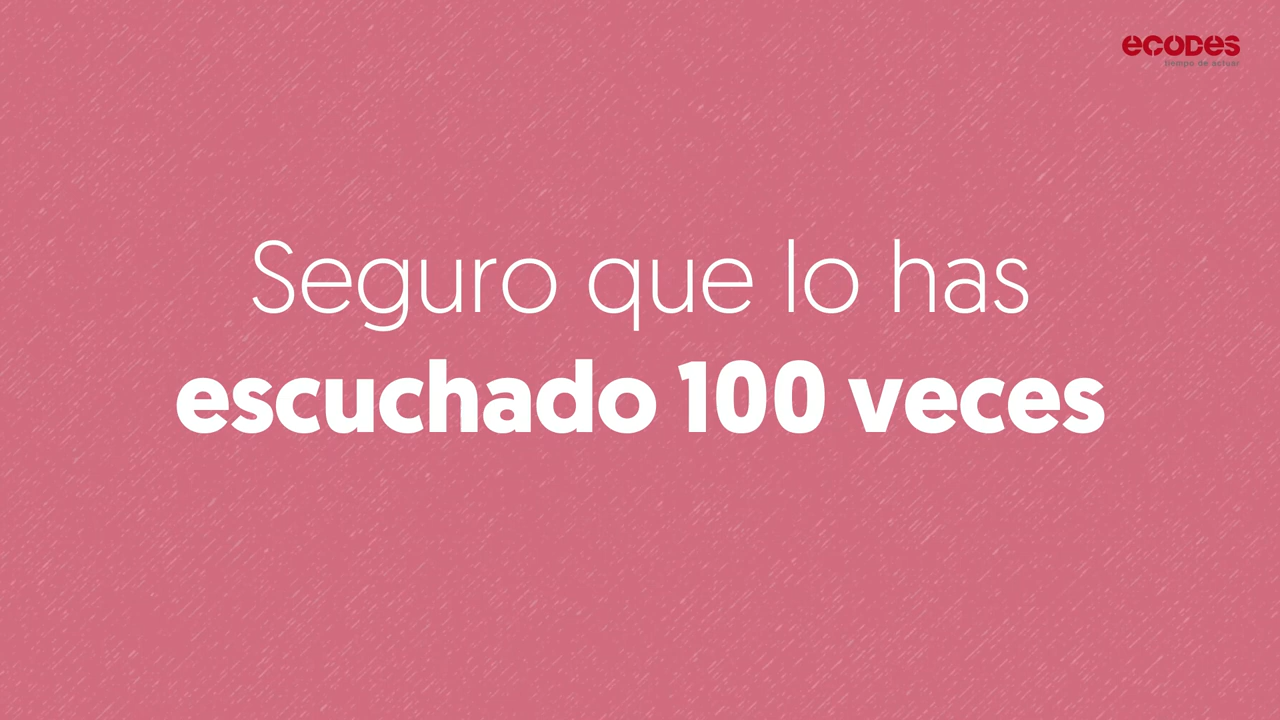 ecodes
tiempo de actuar
Seguro que lo has
escuchado 100 veces